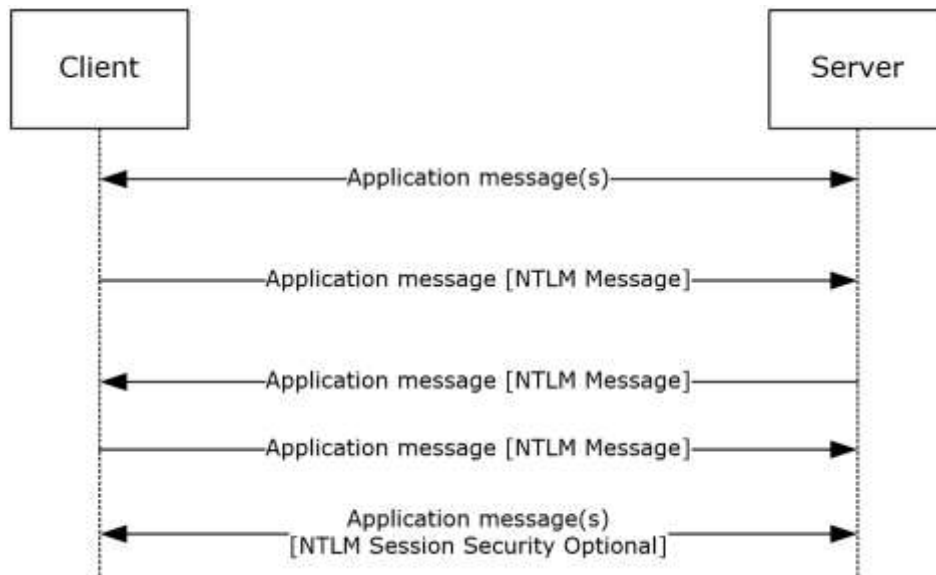 Client
Server
Application message(s)
Application message [NTLM Message]
Application message [NTLM Message]
Application message [NTLM Message]
Application message(s)
[NTLM Session Security Optional]